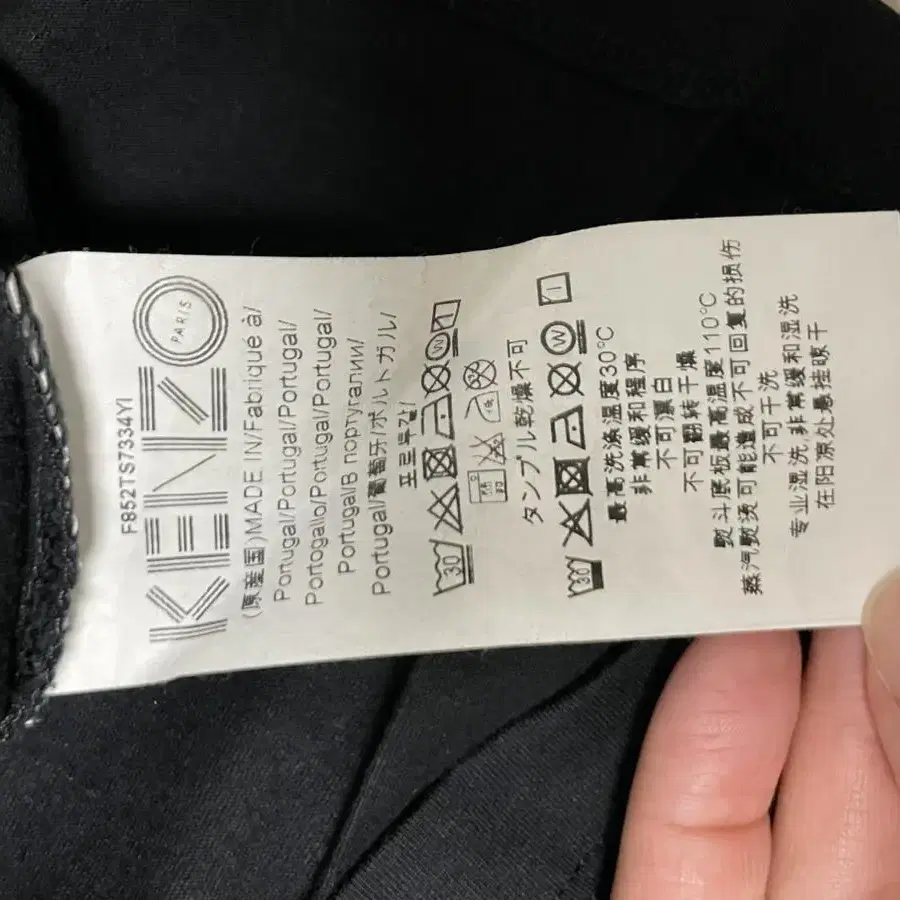 F852TS7334YI
KENZO
PARIS
(原産国)MADE IN/Fabriqué à/
Portugal/Portugal/Portugal/
Portogallo/Portugal/Portugal/
Portugal/В португалии/
Portugal/葡萄牙/ポルトガル/
포르투갈/
30 W
タンブル乾燥不可
30 W
最高洗涤温度30°C
非常缓和程序
不可漂白
不可翻转干燥
熨斗底板最高温度110°C
蒸汽熨烫可能造成不可回复的损伤
不可干洗
专业湿洗,非常缓和湿洗
在阴凉处悬挂晾干